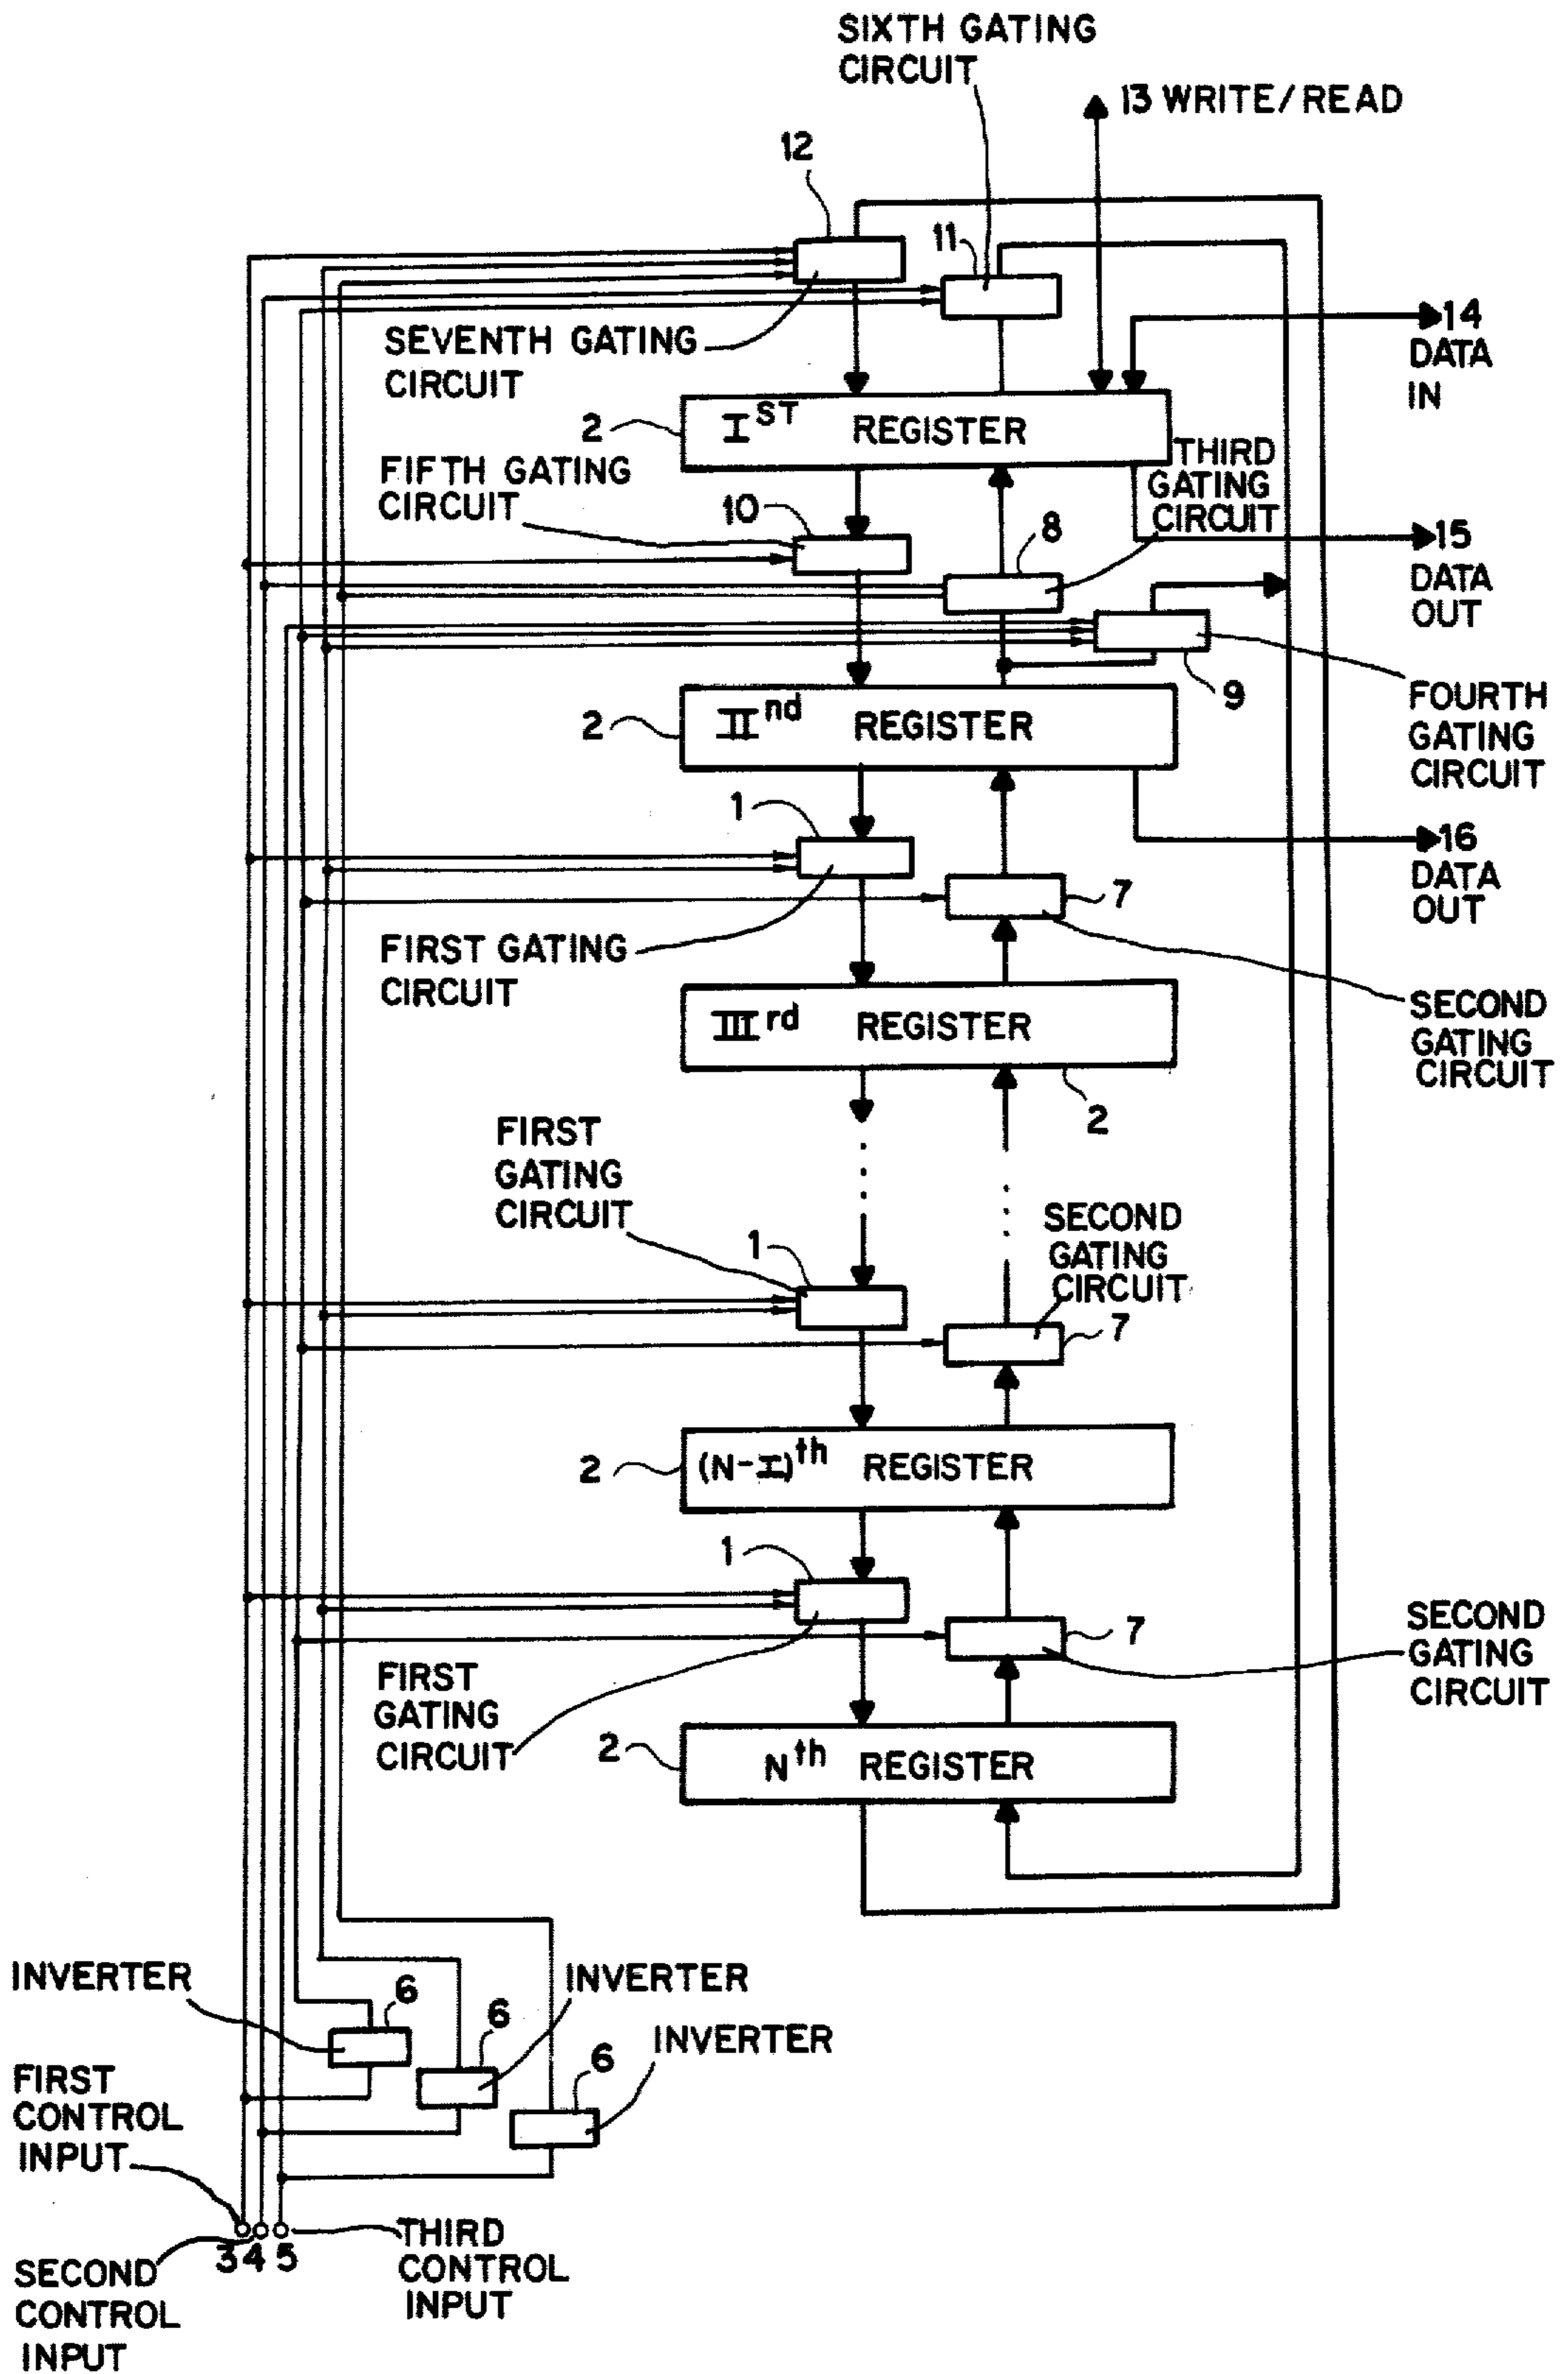 SIXTH GATING
CIRCUIT
13 WRITE/READ
12
11
SEVENTH GATING
CIRCUIT
14
DATA
IN
2
I ST REGISTER
FIFTH GATING
CIRCUIT
THIRD
GATING
CIRCUIT
10
8
15
DATA
OUT
9
FOURTH
GATING
CIRCUIT
2
II nd REGISTER
1
16
DATA
OUT
7
FIRST GATING
CIRCUIT
SECOND
GATING
CIRCUIT
III rd REGISTER
2
FIRST
GATING
CIRCUIT
SECOND
GATING
CIRCUIT
1
7
2
(N-I)th REGISTER
1
7
SECOND
GATING
CIRCUIT
FIRST
GATING
CIRCUIT
2
Nth REGISTER
INVERTER
6
6
INVERTER
6
INVERTER
FIRST
CONTROL
INPUT
3 4 5
THIRD
CONTROL
INPUT
SECOND
CONTROL
INPUT